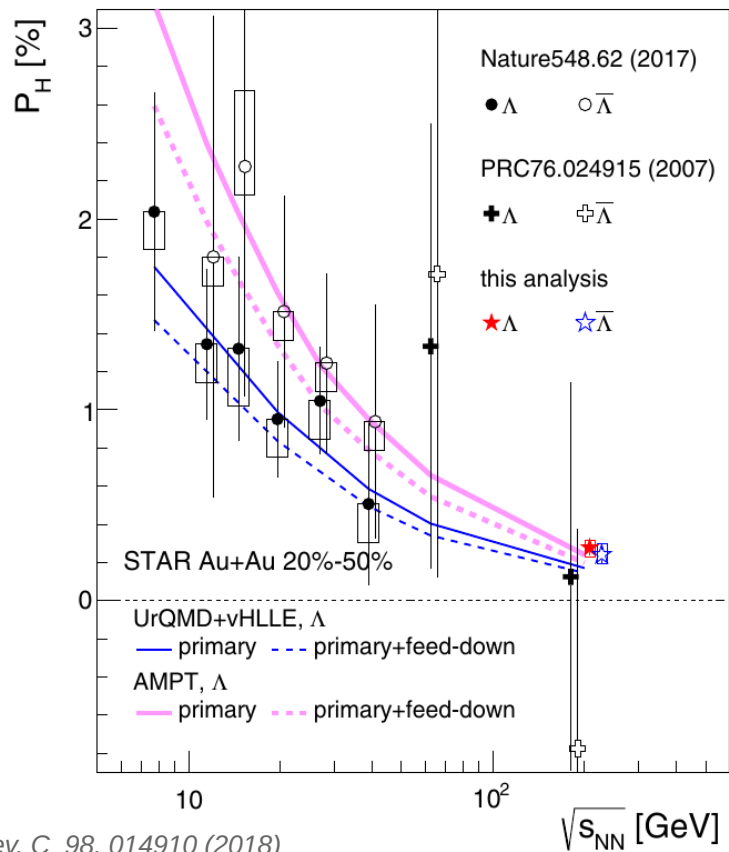 3
P_H [%]
Nature548.62 (2017)
Λ Λ̅
PRC76.024915 (2007)
Λ Λ̅
this analysis
Λ Λ̅
2
1
STAR Au+Au 20%-50%
0
UrQMD+vHLLE, Λ
primary primary+feed-down
AMPT, Λ
primary primary+feed-down
10 10²
√s_NN [GeV]
ev. C 98, 014910 (2018)